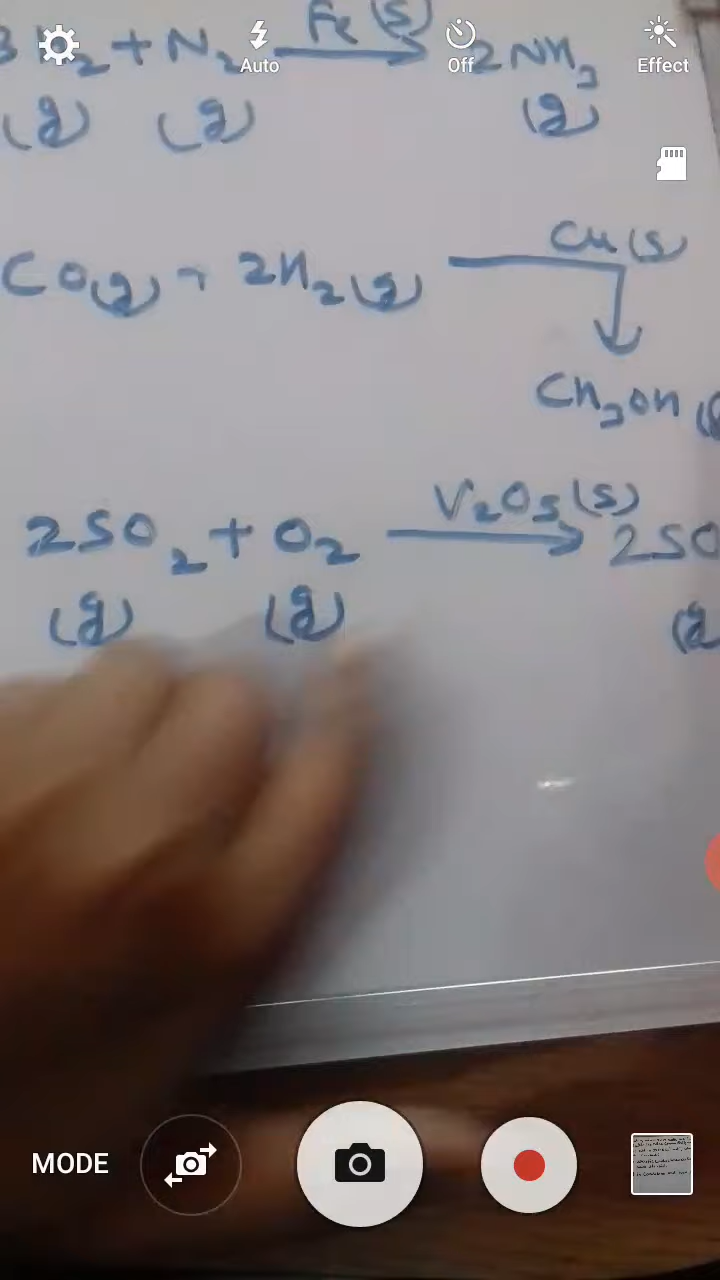 Auto
Off
Effect
3H2 + N2 Fe(s) 2NH3
(g) (g) (g)
Cu(s)
CO(g) + 2H2(g)
CH3OH
V2O5(s)
2SO2 + O2 2SO
(g) (g) (g
MODE